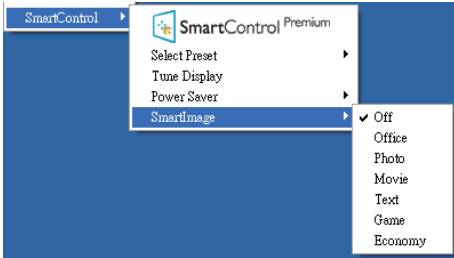 SmartControl
SmartControl Premium
Select Preset
Tune Display
Power Saver
SmartImage
Off
Office
Photo
Movie
Text
Game
Economy